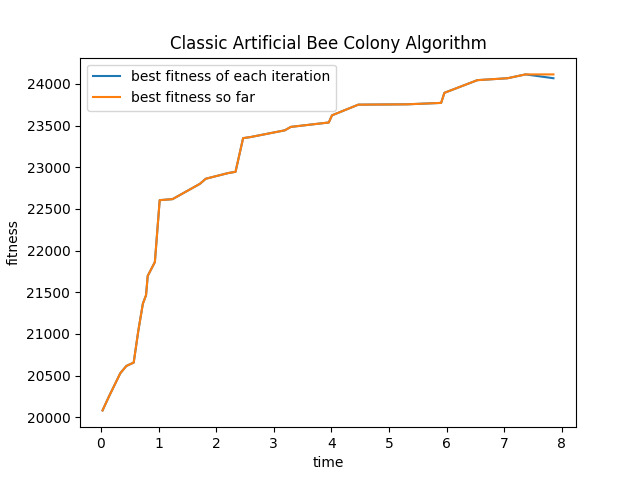 Classic Artificial Bee Colony Algorithm
best fitness of each iteration
best fitness so far
24000
23500
23000
22500
22000
21500
21000
20500
20000
fitness
0 1 2 3 4 5 6 7 8
time